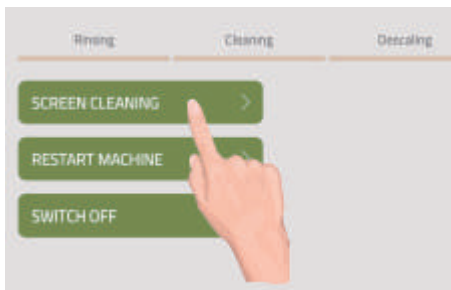 Rinsing Cleaning Descaling
SCREEN CLEANING
RESTART MACHINE
SWITCH OFF